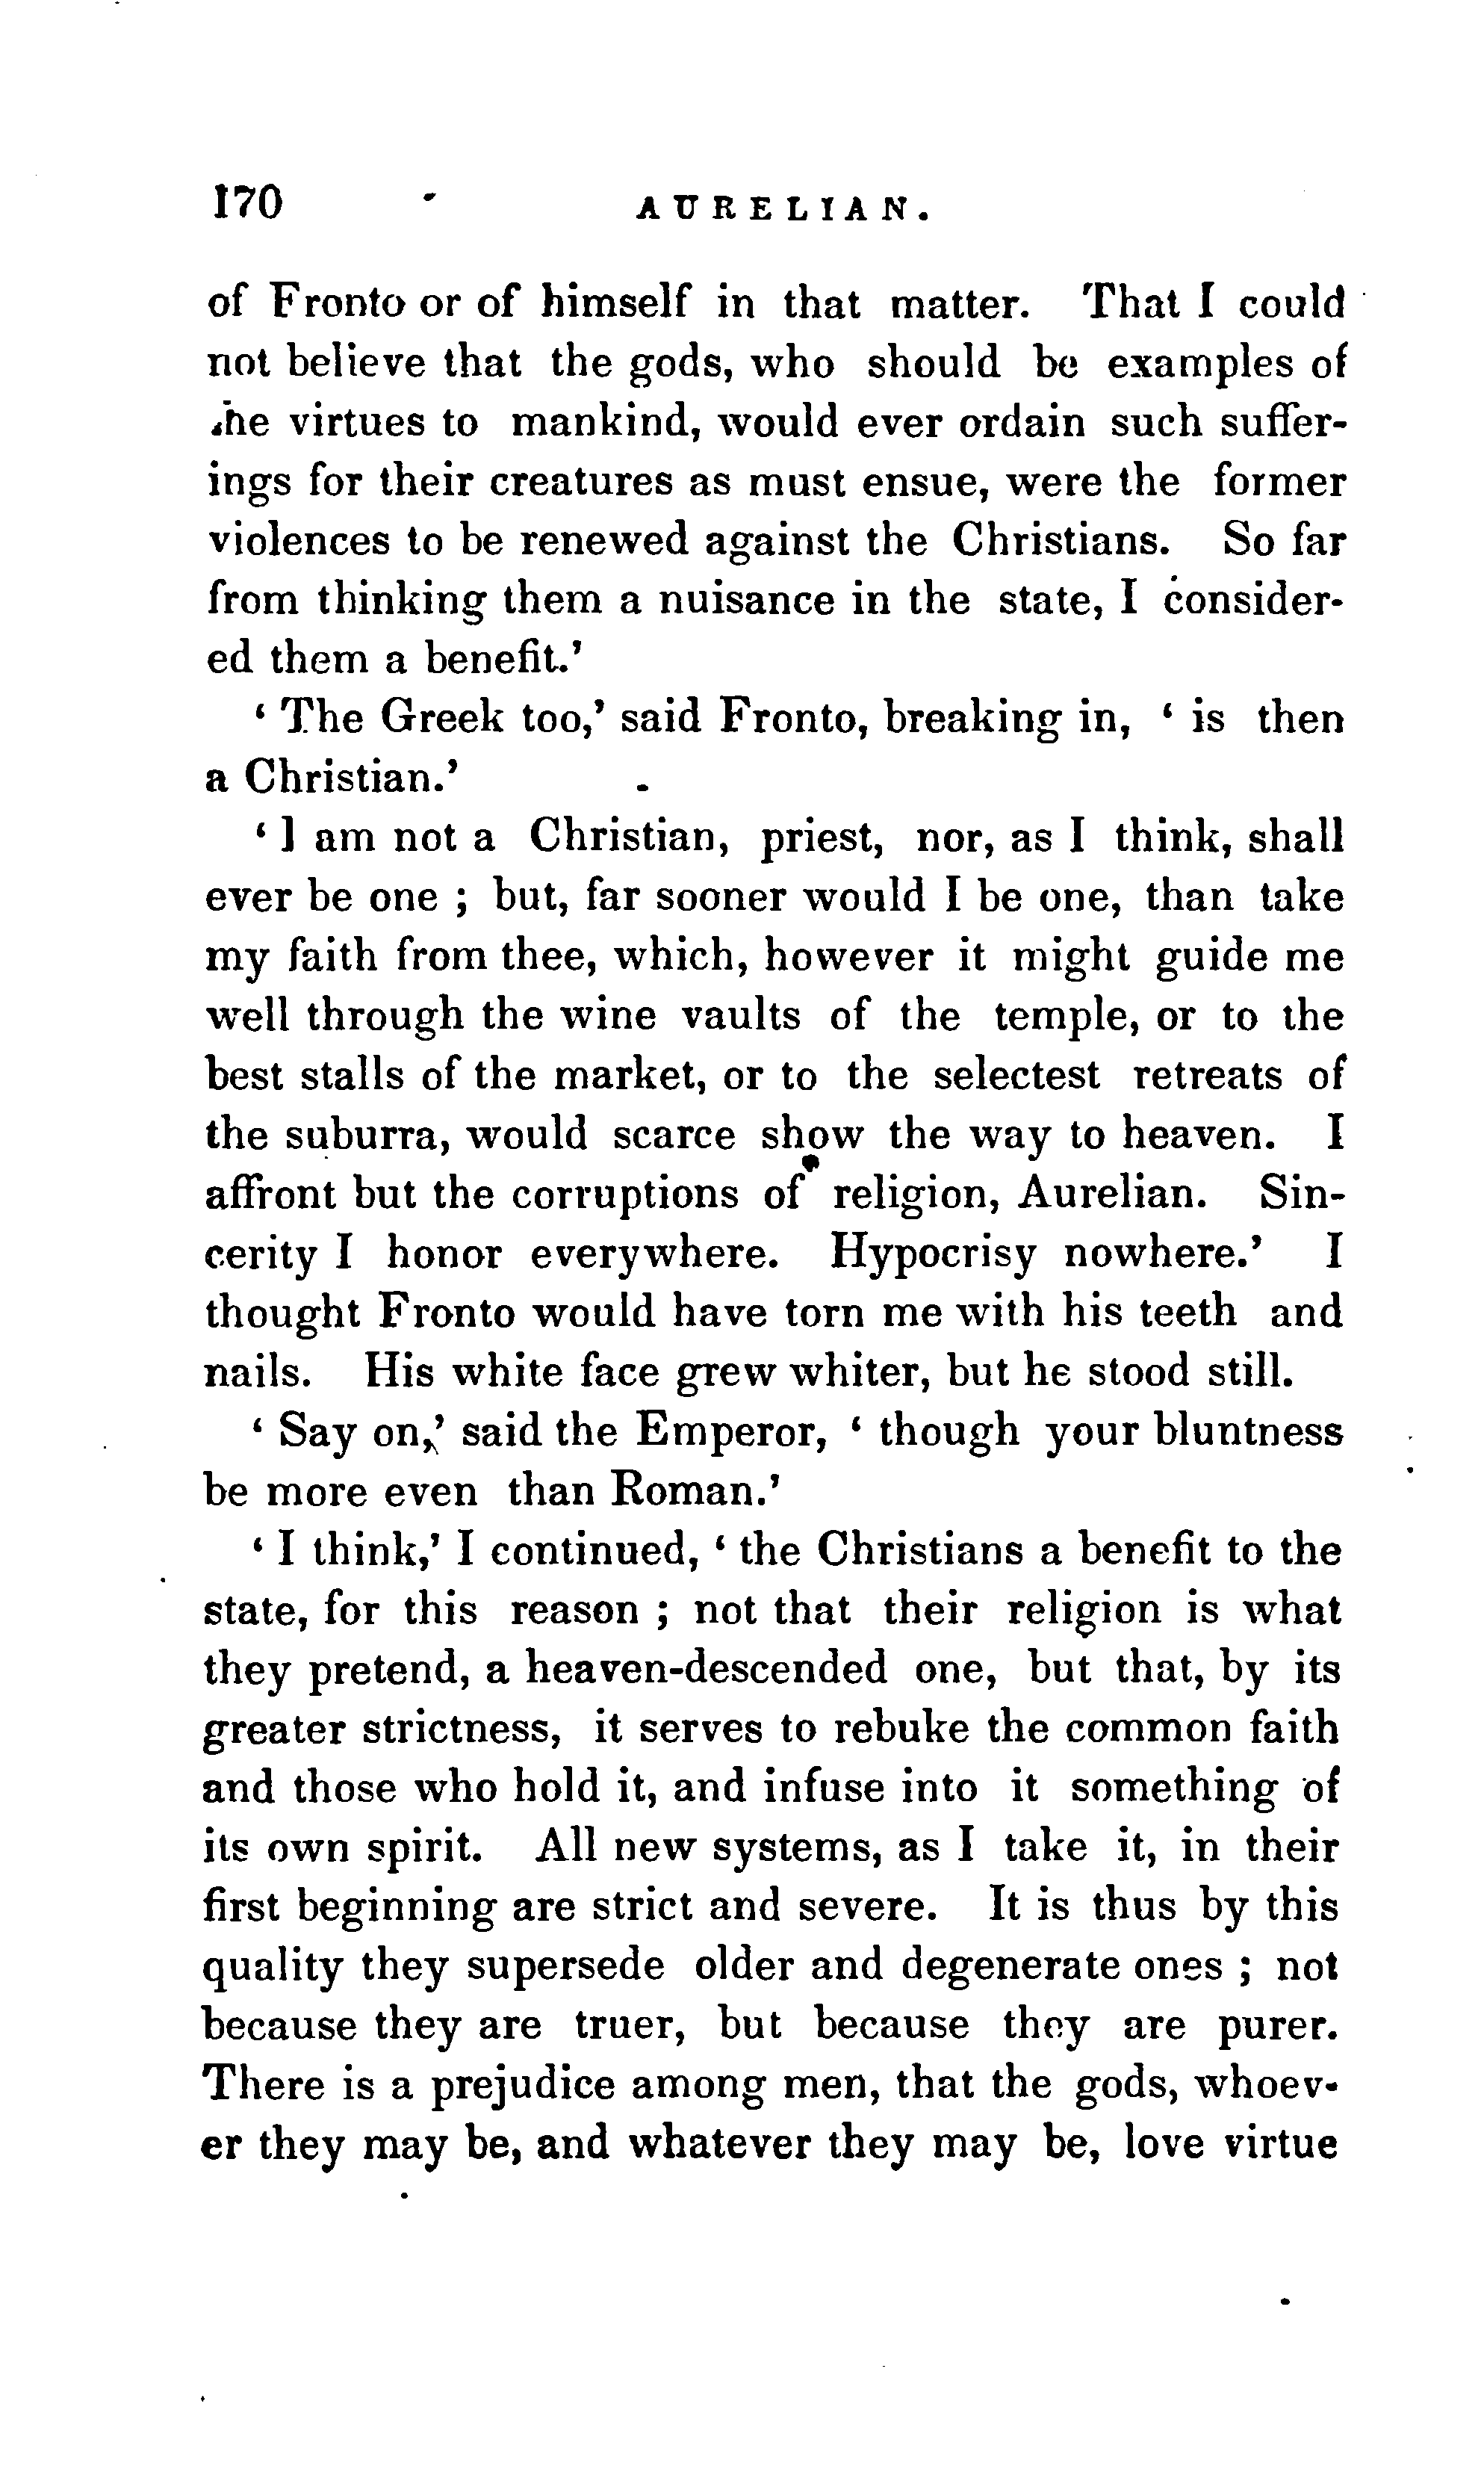 170 AURELIAN.
of Fronto or of himself in that matter. That I could
not believe that the gods, who should be examples of
the virtues to mankind, would ever ordain such suffer-
ings for their creatures as must ensue, were the former
violences to be renewed against the Christians. So far
from thinking them a nuisance in the state, I consider-
ed them a benefit.'
' The Greek too,' said Fronto, breaking in, ' is then
a Christian.'
' I am not a Christian, priest, nor, as I think, shall
ever be one ; but, far sooner would I be one, than take
my faith from thee, which, however it might guide me
well through the wine vaults of the temple, or to the
best stalls of the market, or to the selectest retreats of
the suburra, would scarce show the way to heaven. I
affront but the corruptions of religion, Aurelian. Sin-
cerity I honor everywhere. Hypocrisy nowhere.' I
thought Fronto would have torn me with his teeth and
nails. His white face grew whiter, but he stood still.
' Say on,' said the Emperor, ' though your bluntness
be more even than Roman.'
' I think,' I continued, ' the Christians a benefit to the
state, for this reason ; not that their religion is what
they pretend, a heaven-descended one, but that, by its
greater strictness, it serves to rebuke the common faith
and those who hold it, and infuse into it something of
its own spirit. All new systems, as I take it, in their
first beginning are strict and severe. It is thus by this
quality they supersede older and degenerate ones ; not
because they are truer, but because they are purer.
There is a prejudice among men, that the gods, whoev-
er they may be, and whatever they may be, love virtue